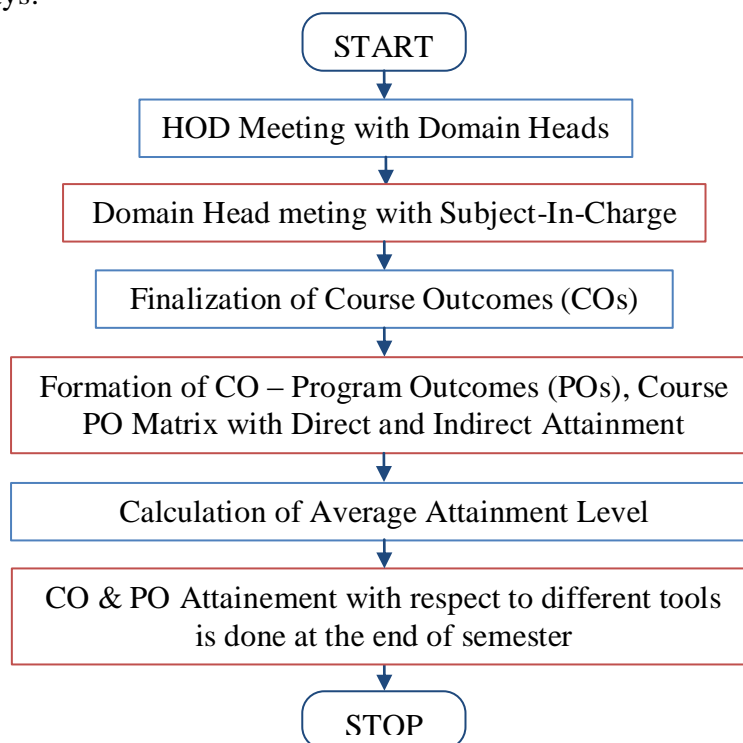 START
HOD Meeting with Domain Heads
Domain Head meting with Subject-In-Charge
Finalization of Course Outcomes (COs)
Formation of CO – Program Outcomes (POs), Course
PO Matrix with Direct and Indirect Attainment
Calculation of Average Attainment Level
CO & PO Attainement with respect to different tools
is done at the end of semester
STOP